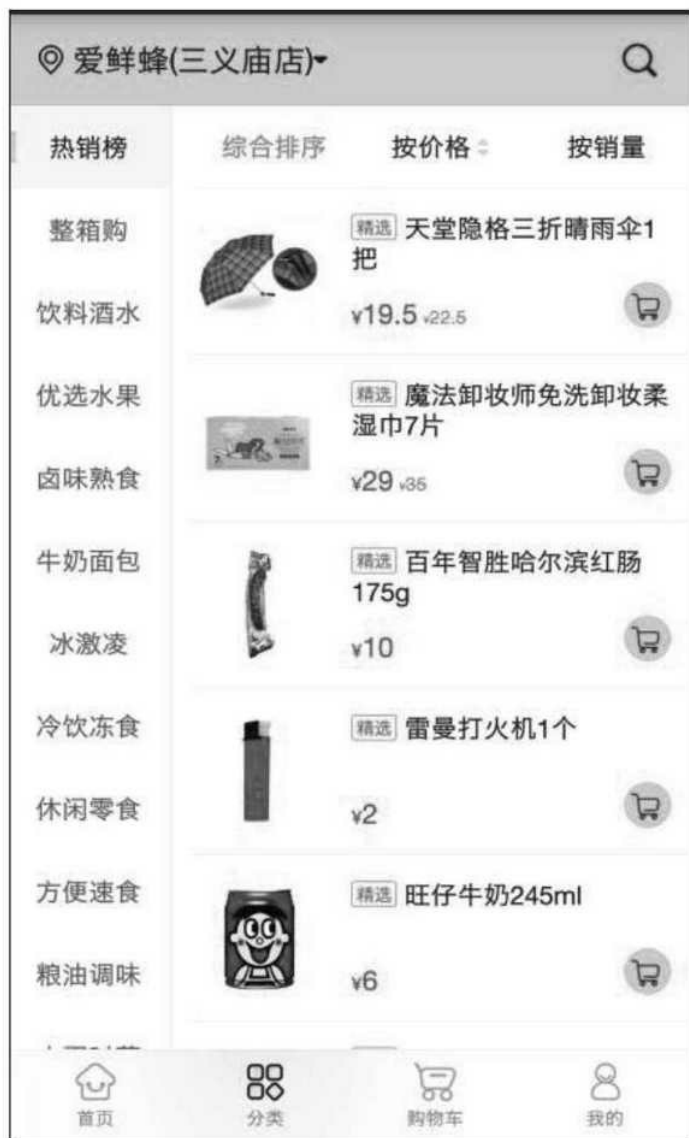 爱鲜蜂(三义庙店)
热销榜
综合排序 按价格 按销量
整箱购
饮料酒水
优选水果
卤味熟食
牛奶面包
冰激凌
冷饮冻食
休闲零食
方便速食
粮油调味
精选 天堂隐格三折晴雨伞1
把
¥19.5 ¥22.5
精选 魔法卸妆师免洗卸妆柔
湿巾7片
¥29 ¥35
精选 百年智胜哈尔滨红肠
175g
¥10
精选 雷曼打火机1个
¥2
精选 旺仔牛奶245ml
¥6
首页 分类 购物车 我的